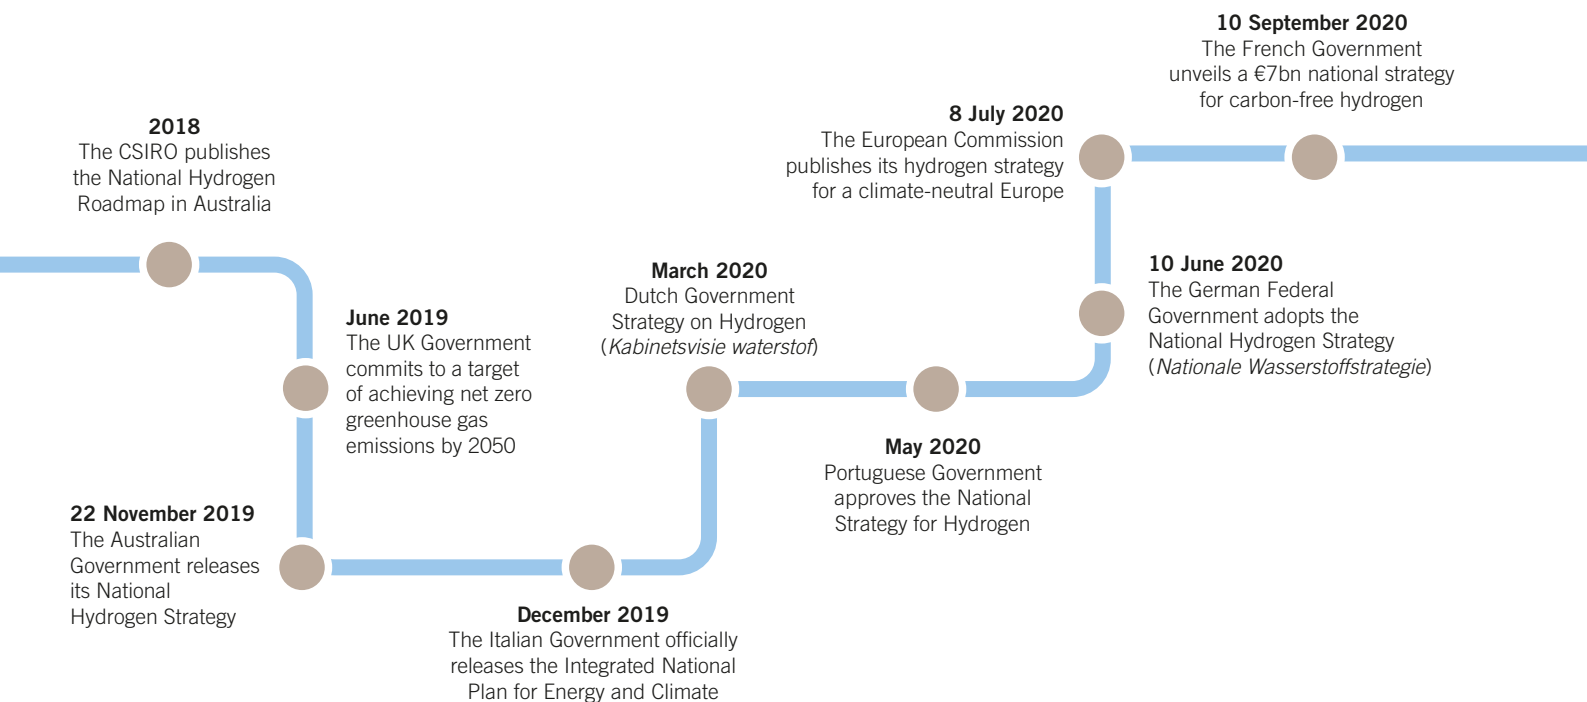 2018
The CSIRO publishes
the National Hydrogen
Roadmap in Australia
June 2019
The UK Government
commits to a target
of achieving net zero
greenhouse gas
emissions by 2050
22 November 2019
The Australian
Government releases
its National
Hydrogen Strategy
December 2019
The Italian Government officially
releases the Integrated National
Plan for Energy and Climate
March 2020
Dutch Government
Strategy on Hydrogen
(Kabinetsvisie waterstof)
May 2020
Portuguese Government
approves the National
Strategy for Hydrogen
10 June 2020
The German Federal
Government adopts the
National Hydrogen Strategy
(Nationale Wasserstoffstrategie)
8 July 2020
The European Commission
publishes its hydrogen strategy
for a climate-neutral Europe
10 September 2020
The French Government
unveils a €7bn national strategy
for carbon-free hydrogen